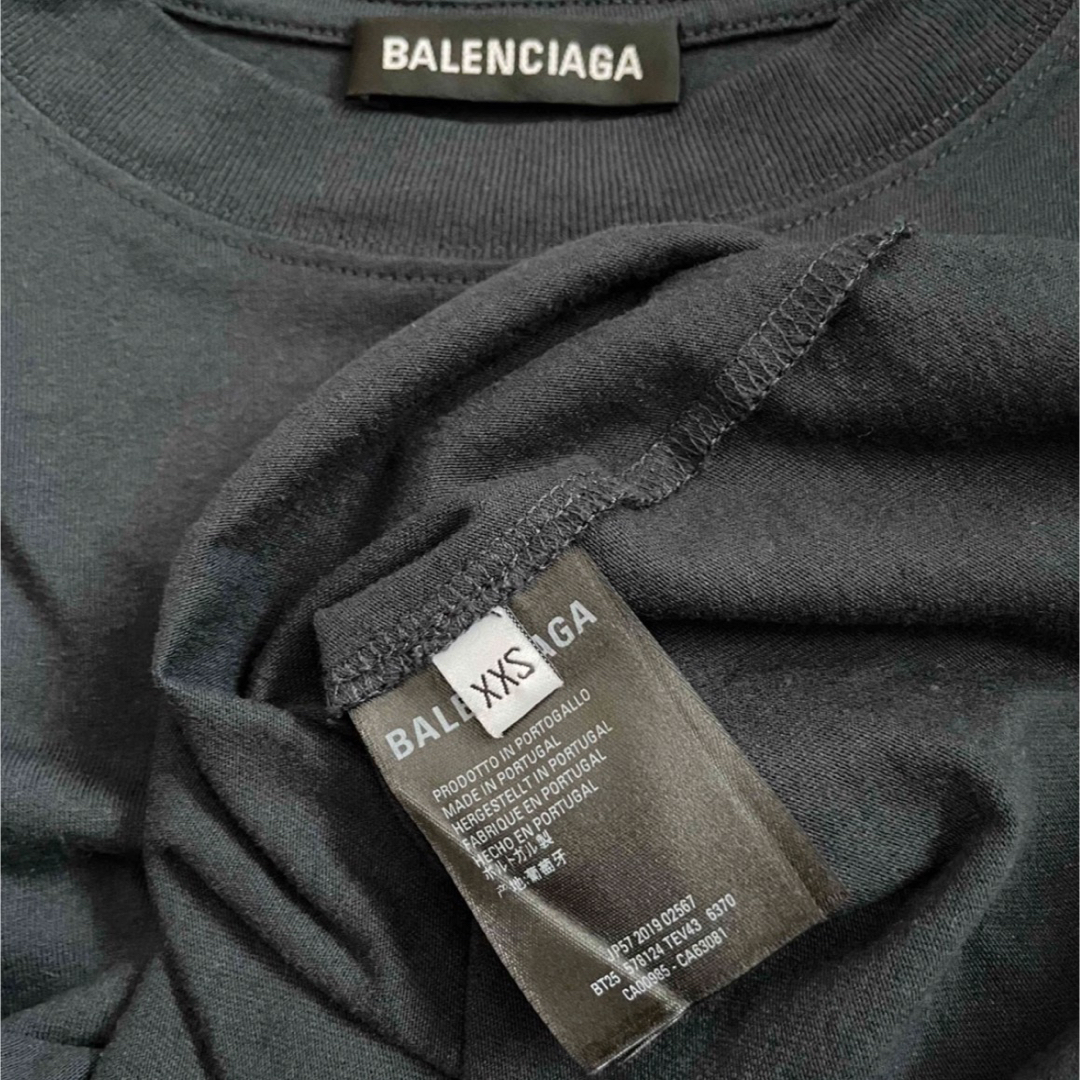 BALENCIAGA
XXS
PRODOTTO IN PORTOGALLO
MADE IN PORTUGAL
HERGESTELLT IN PORTUGAL
FABRIQUE EN PORTUGAL
HECHO EN PORTUGAL
ポルトガル製
产地:葡萄牙
JP57 2019 02567
BT25 578124 TEV43 6370
CA00985 - CA63081